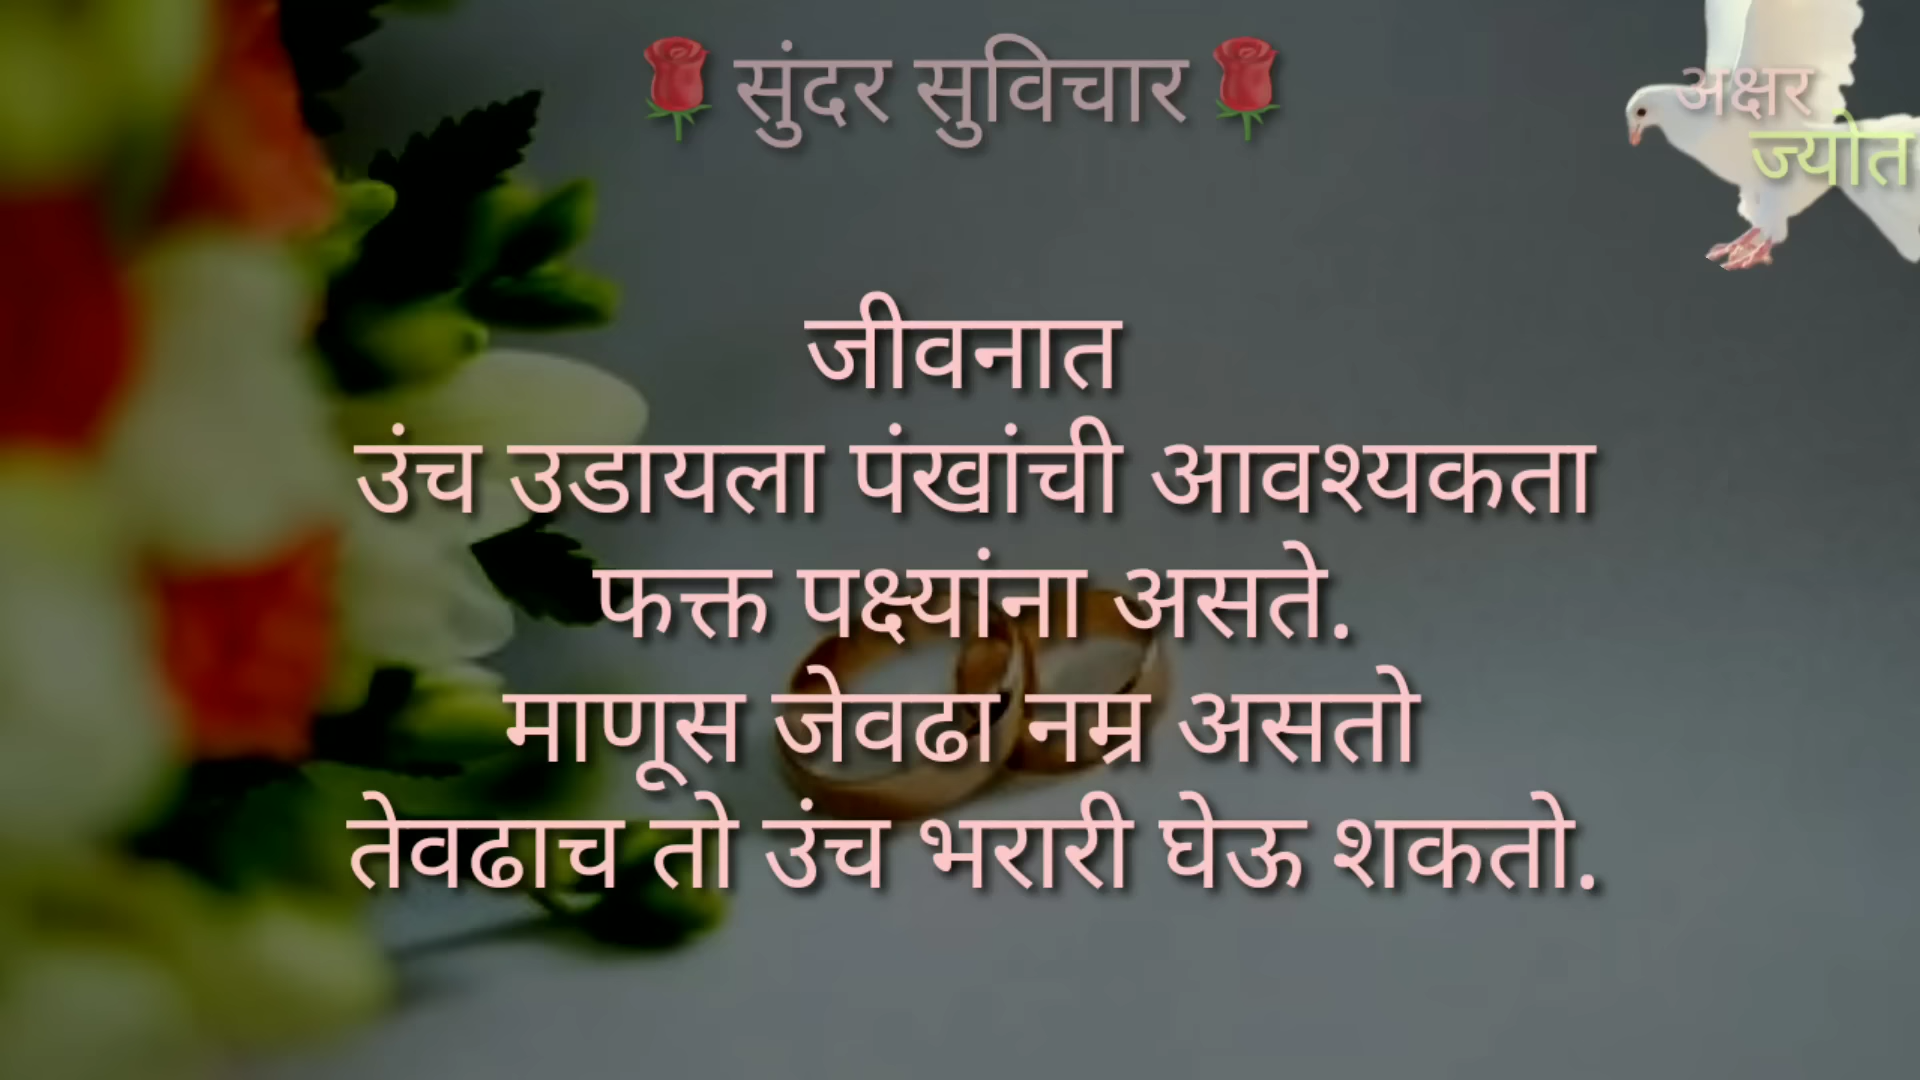 🌹सुंदर सुविचार🌹
अक्षर
ज्योत
जीवनात
उंच उडायला पंखांची आवश्यकता
फक्त पक्ष्यांना असते.
माणूस जेवढा नम्र असतो
तेवढाच तो उंच भरारी घेऊ शकतो.